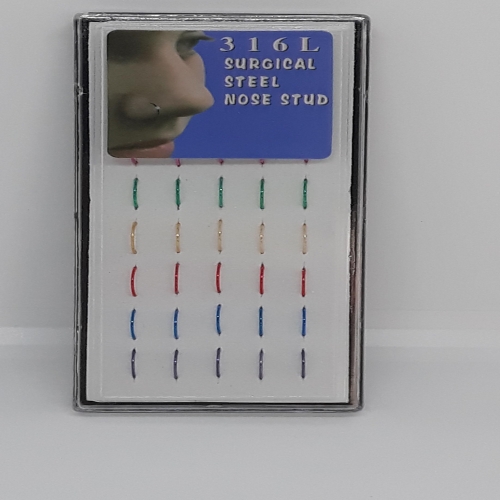 316L
SURGICAL
STEEL
NOSE STUD